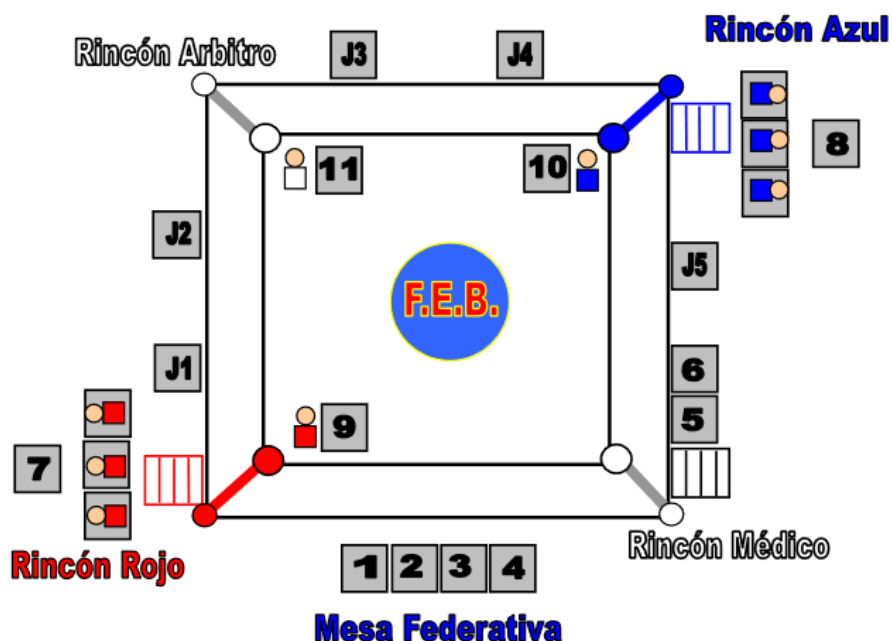 Rincón Azul
Rincón Arbitro
J3
J4
8
11
10
J2
J5
F.E.B.
J1
6
5
9
7
Rincón Médico
Rincón Rojo
1 2 3 4
Mesa Federativa